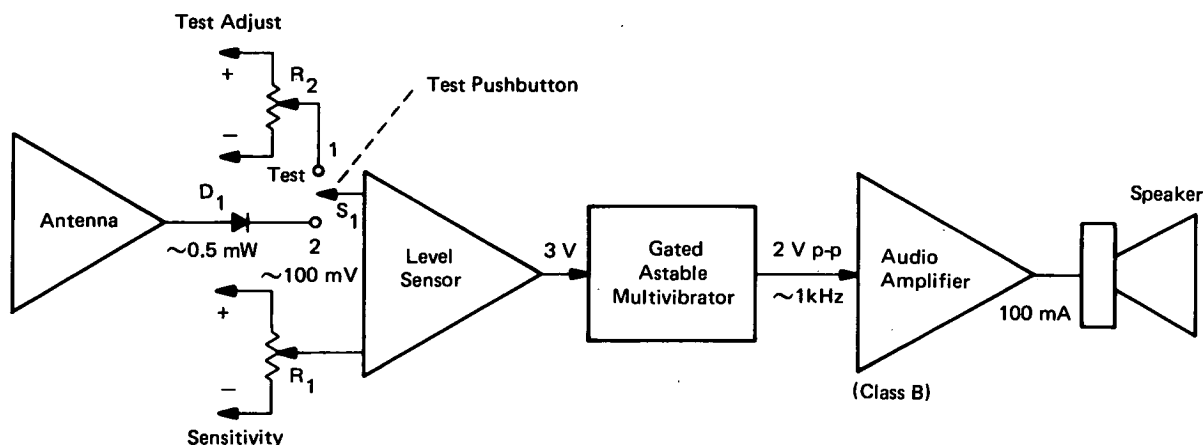 Test Adjust
+
R2
−
Test Pushbutton
1
Test
Antenna
D1
~0.5 mW
S1
2
~100 mV
+
R1
−
Sensitivity
Level
Sensor
3 V
Gated
Astable
Multivibrator
2 V p-p
~1kHz
Audio
Amplifier
(Class B)
100 mA
Speaker